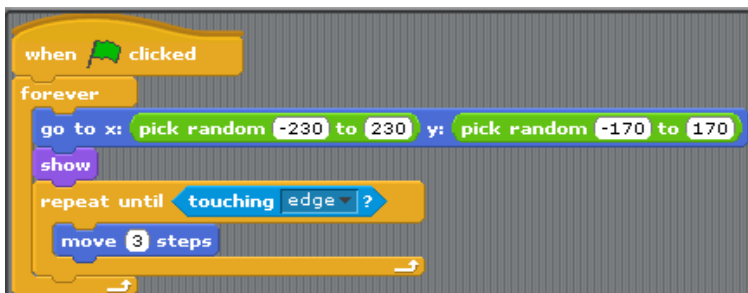 when clicked
forever
go to x: pick random -230 to 230 y: pick random -170 to 170
show
repeat until touching edge ?
move 3 steps